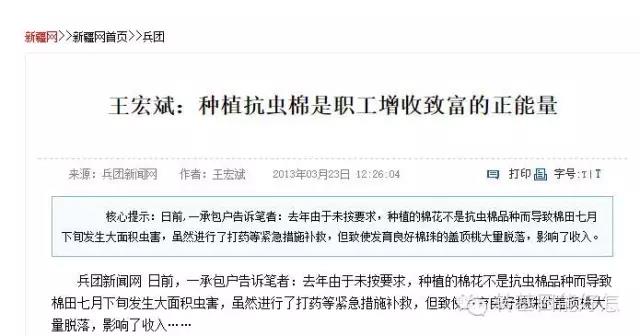 新疆网>>新疆网首页>>兵团
王宏斌：种植抗虫棉是职工增收致富的正能量
来源：兵团新闻网 作者：王宏斌 2013年03月23日 12:26:04 打印 字号:T|T
核心提示：日前，一承包户告诉笔者：去年由于未按要求，种植的棉花不是抗虫棉品种而导致棉田七月
下旬发生大面积虫害，虽然进行了打药等紧急措施补救，但致使发育良好棉珠的盖顶桃大量脱落，影响了收入。
兵团新闻网 日前，一承包户告诉笔者：去年由于未按要求，种植的棉花不是抗虫棉品种而导致
棉田七月下旬发生大面积虫害，虽然进行了打药等紧急措施补救，但致使发育良好棉珠的盖顶桃大
量脱落，影响了收入……